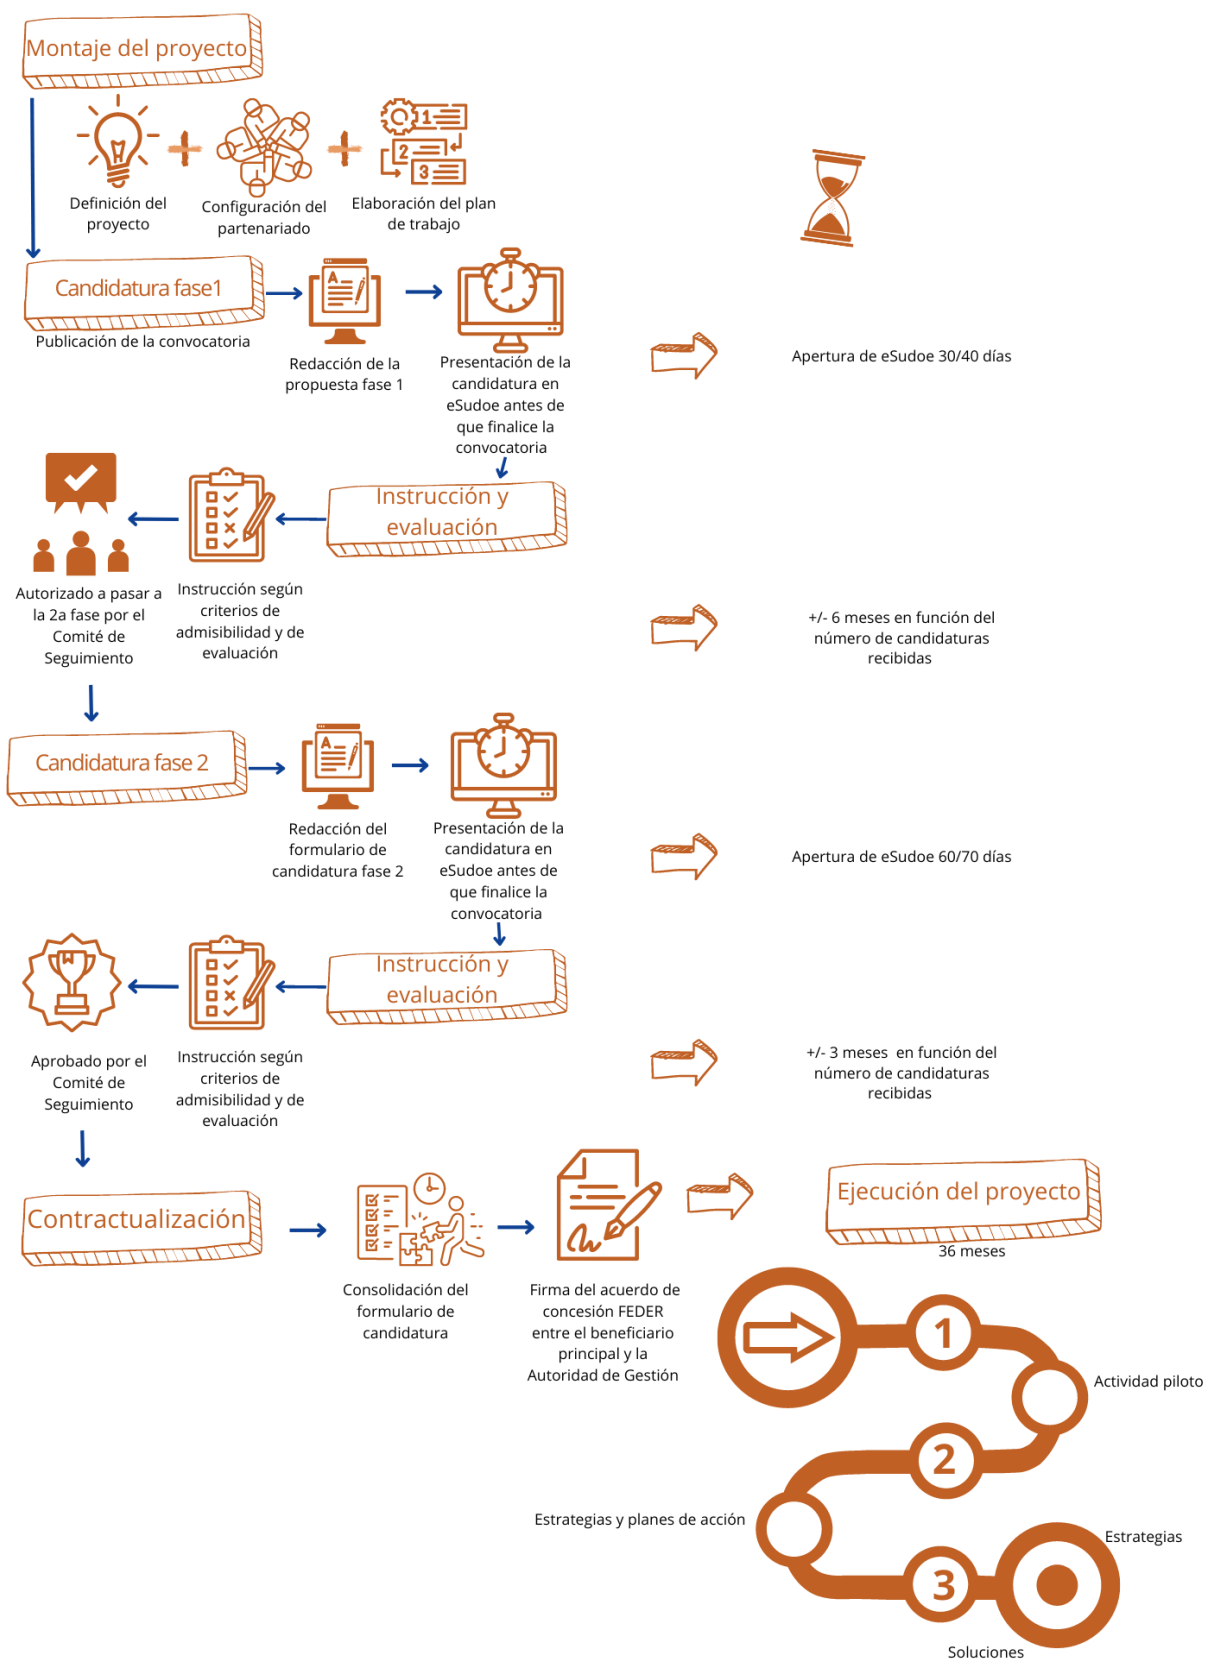 Montaje del proyecto
1
2
3
Definición del
proyecto
Configuración del
partenariado
Elaboración del plan
de trabajo
Candidatura fase1
Publicación de la convocatoria
A
Redacción de la
propuesta fase 1
Presentación de la
candidatura en
eSudoe antes de
que finalice la
convocatoria
Apertura de eSudoe 30/40 días
Instrucción y
evaluación
Instrucción según
criterios de
admisibilidad y de
evaluación
Autorizado a pasar a
la 2a fase por el
Comité de
Seguimiento
+/- 6 meses en función del
número de candidaturas
recibidas
Candidatura fase 2
A
Redacción del
formulario de
candidatura fase 2
Presentación de la
candidatura en
eSudoe antes de
que finalice la
convocatoria
Apertura de eSudoe 60/70 días
Instrucción y
evaluación
Instrucción según
criterios de
admisibilidad y de
evaluación
Aprobado por el
Comité de
Seguimiento
+/- 3 meses en función del
número de candidaturas
recibidas
Contractualización
Consolidación del
formulario de
candidatura
Firma del acuerdo de
concesión FEDER
entre el beneficiario
principal y la
Autoridad de Gestión
Ejecución del proyecto
36 meses
1
Actividad piloto
2
Estrategias y planes de acción
Estrategias
3
Soluciones